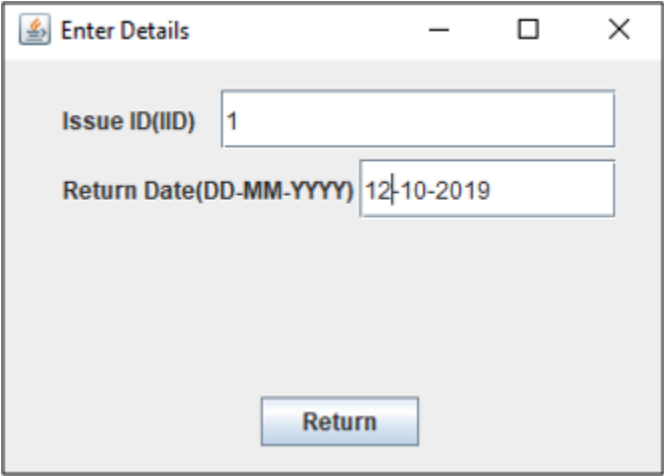 Enter Details
Issue ID(IID) 1
Return Date(DD-MM-YYYY) 12-10-2019
Return